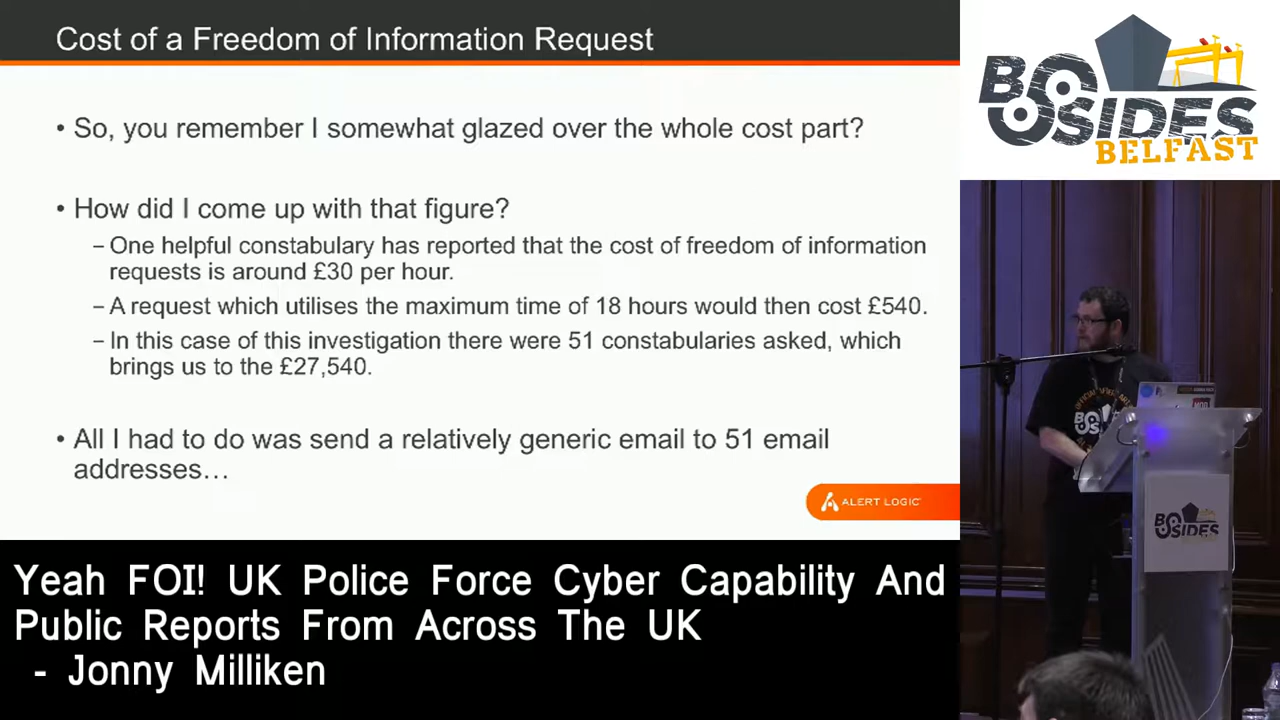 Cost of a Freedom of Information Request
• So, you remember I somewhat glazed over the whole cost part?
• How did I come up with that figure?
– One helpful constabulary has reported that the cost of freedom of information
requests is around £30 per hour.
– A request which utilises the maximum time of 18 hours would then cost £540.
– In this case of this investigation there were 51 constabularies asked, which
brings us to the £27,540.
• All I had to do was send a relatively generic email to 51 email
addresses…
ALERT LOGIC
BSIDES
BELFAST
BSIDES
BSIDES
BELFAST
Yeah FOI! UK Police Force Cyber Capability And
Public Reports From Across The UK
- Jonny Milliken